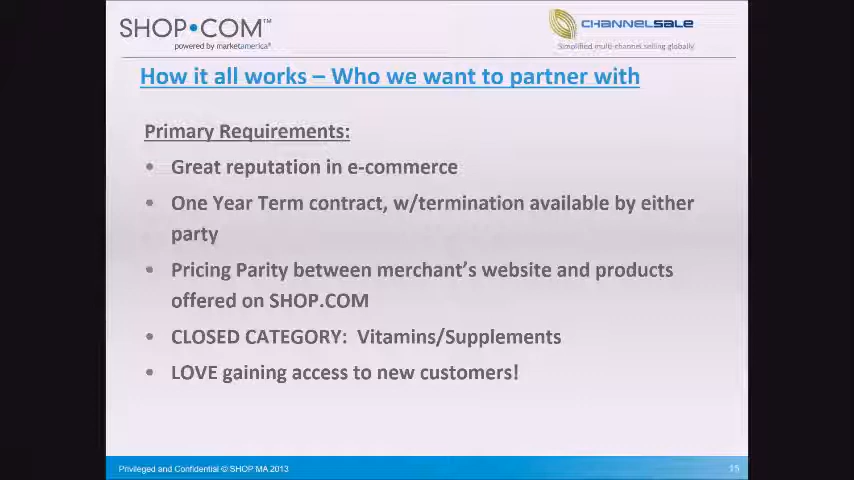 SHOP•COM™
powered by marketamerica®
CHANNELSALE
Simplified multi-channel selling globally
How it all works – Who we want to partner with
Primary Requirements:
• Great reputation in e-commerce
• One Year Term contract, w/termination available by either
party
• Pricing Parity between merchant's website and products
offered on SHOP.COM
• CLOSED CATEGORY: Vitamins/Supplements
• LOVE gaining access to new customers!
Privileged and Confidential © SHOP MA 2013
15